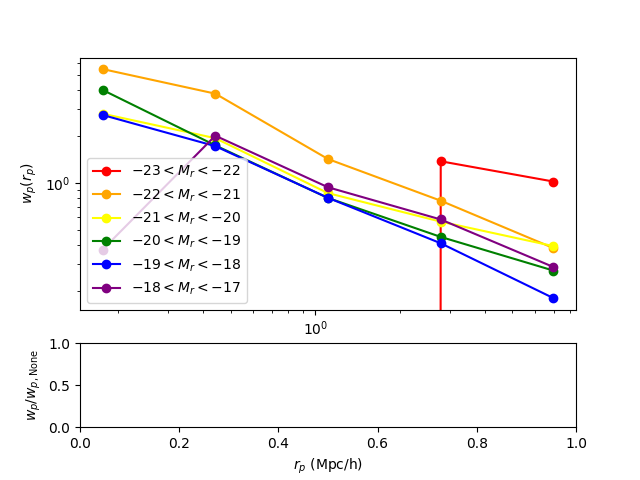 w_p(r_p)
10^0
−23 < M_r < −22
−22 < M_r < −21
−21 < M_r < −20
−20 < M_r < −19
−19 < M_r < −18
−18 < M_r < −17
10^0
w_p/w_{p,None}
1.0
0.5
0.0
0.0 0.2 0.4 0.6 0.8 1.0
r_p (Mpc/h)